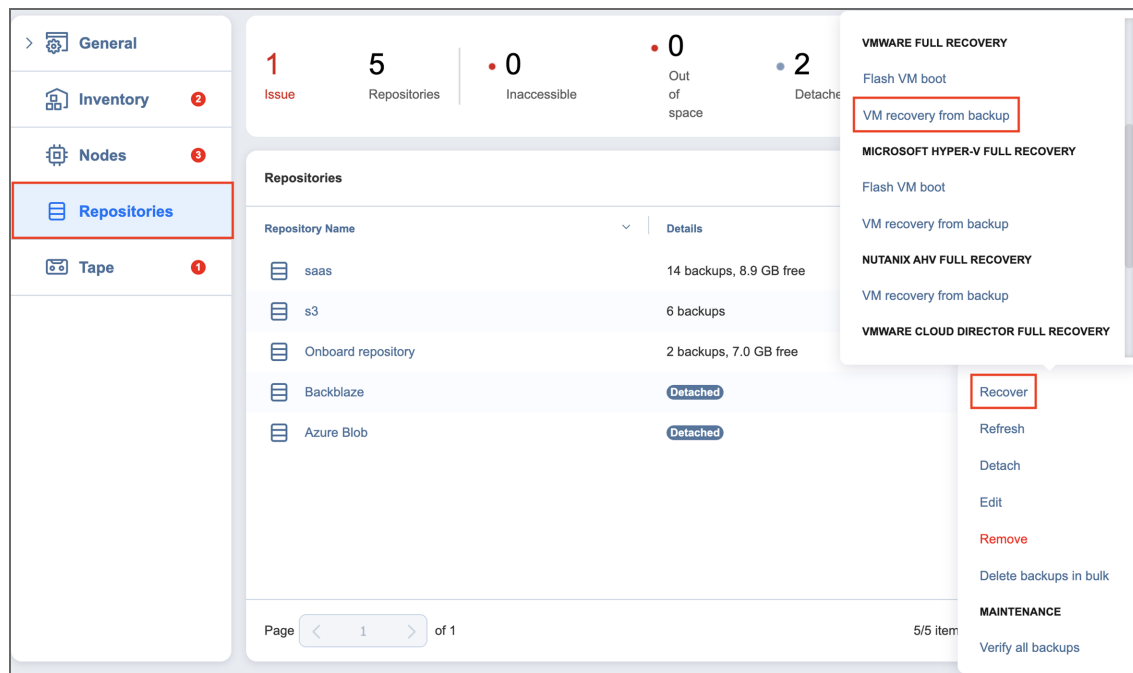 General
Inventory 2
Nodes 3
Repositories
Tape 1
1
Issue
5
Repositories
0
Inaccessible
0
Out
of
space
2
Detache
Repositories
Repository Name Details
saas 14 backups, 8.9 GB free
s3 6 backups
Onboard repository 2 backups, 7.0 GB free
Backblaze Detached
Azure Blob Detached
Page 1 of 1 5/5 item
VMWARE FULL RECOVERY
Flash VM boot
VM recovery from backup
MICROSOFT HYPER-V FULL RECOVERY
Flash VM boot
VM recovery from backup
NUTANIX AHV FULL RECOVERY
VM recovery from backup
VMWARE CLOUD DIRECTOR FULL RECOVERY
Recover
Refresh
Detach
Edit
Remove
Delete backups in bulk
MAINTENANCE
Verify all backups